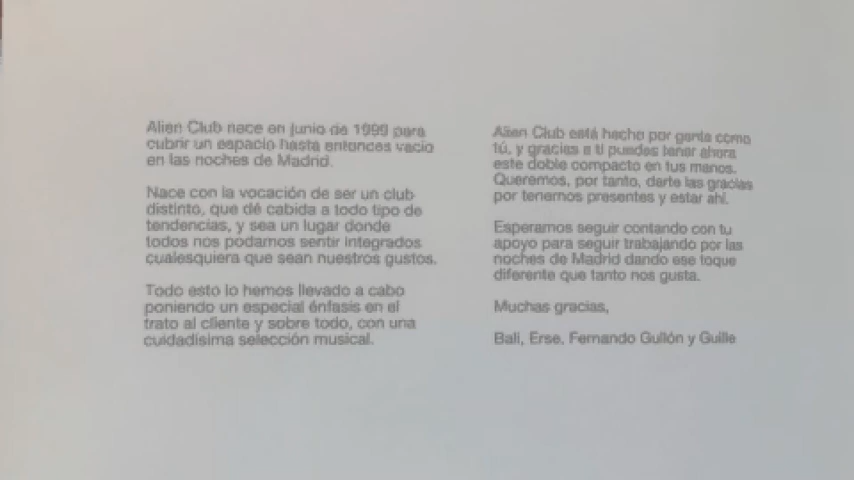 Alien Club nace en junio de 1999 para
cubrir un espacio hasta entonces vacío
en las noches de Madrid.
Nace con la vocación de ser un club
distinto, que dé cabida a todo tipo de
tendencias, y sea un lugar donde
todos nos podamos sentir integrados
cualesquiera que sean nuestros gustos.
Todo esto lo hemos llevado a cabo
poniendo un especial énfasis en el
trato al cliente y sobre todo, con una
cuidadísima selección musical.
Alien Club está hecho por gente como
tú, y gracias a ti puedes tener ahora
este doble compacto en tus manos.
Queremos, por tanto, darte las gracias
por tenernos presentes y estar ahí.
Esperamos seguir contando con tu
apoyo para seguir trabajando por las
noches de Madrid dando ese toque
diferente que tanto nos gusta.
Muchas gracias,
Bali, Erse, Fernando Gullón y Guille